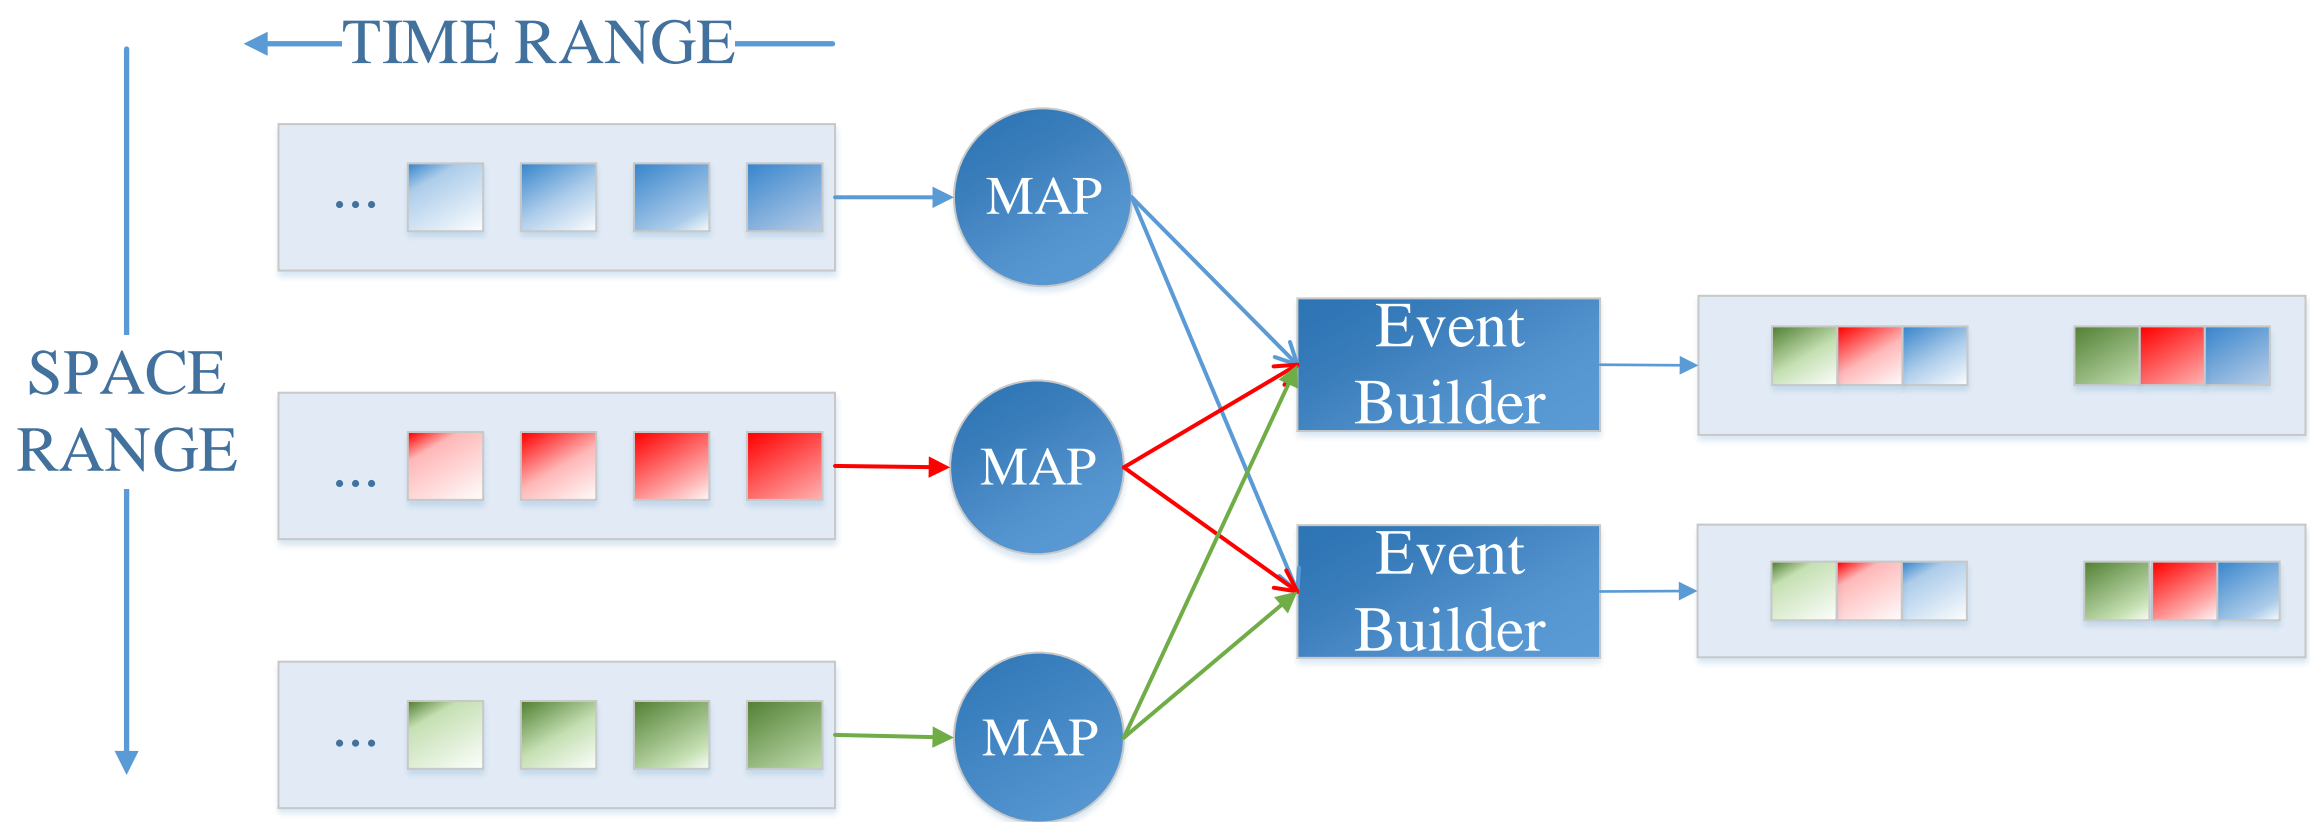 TIME RANGE
...
MAP
Event
Builder
SPACE
RANGE
...
MAP
Event
Builder
...
MAP